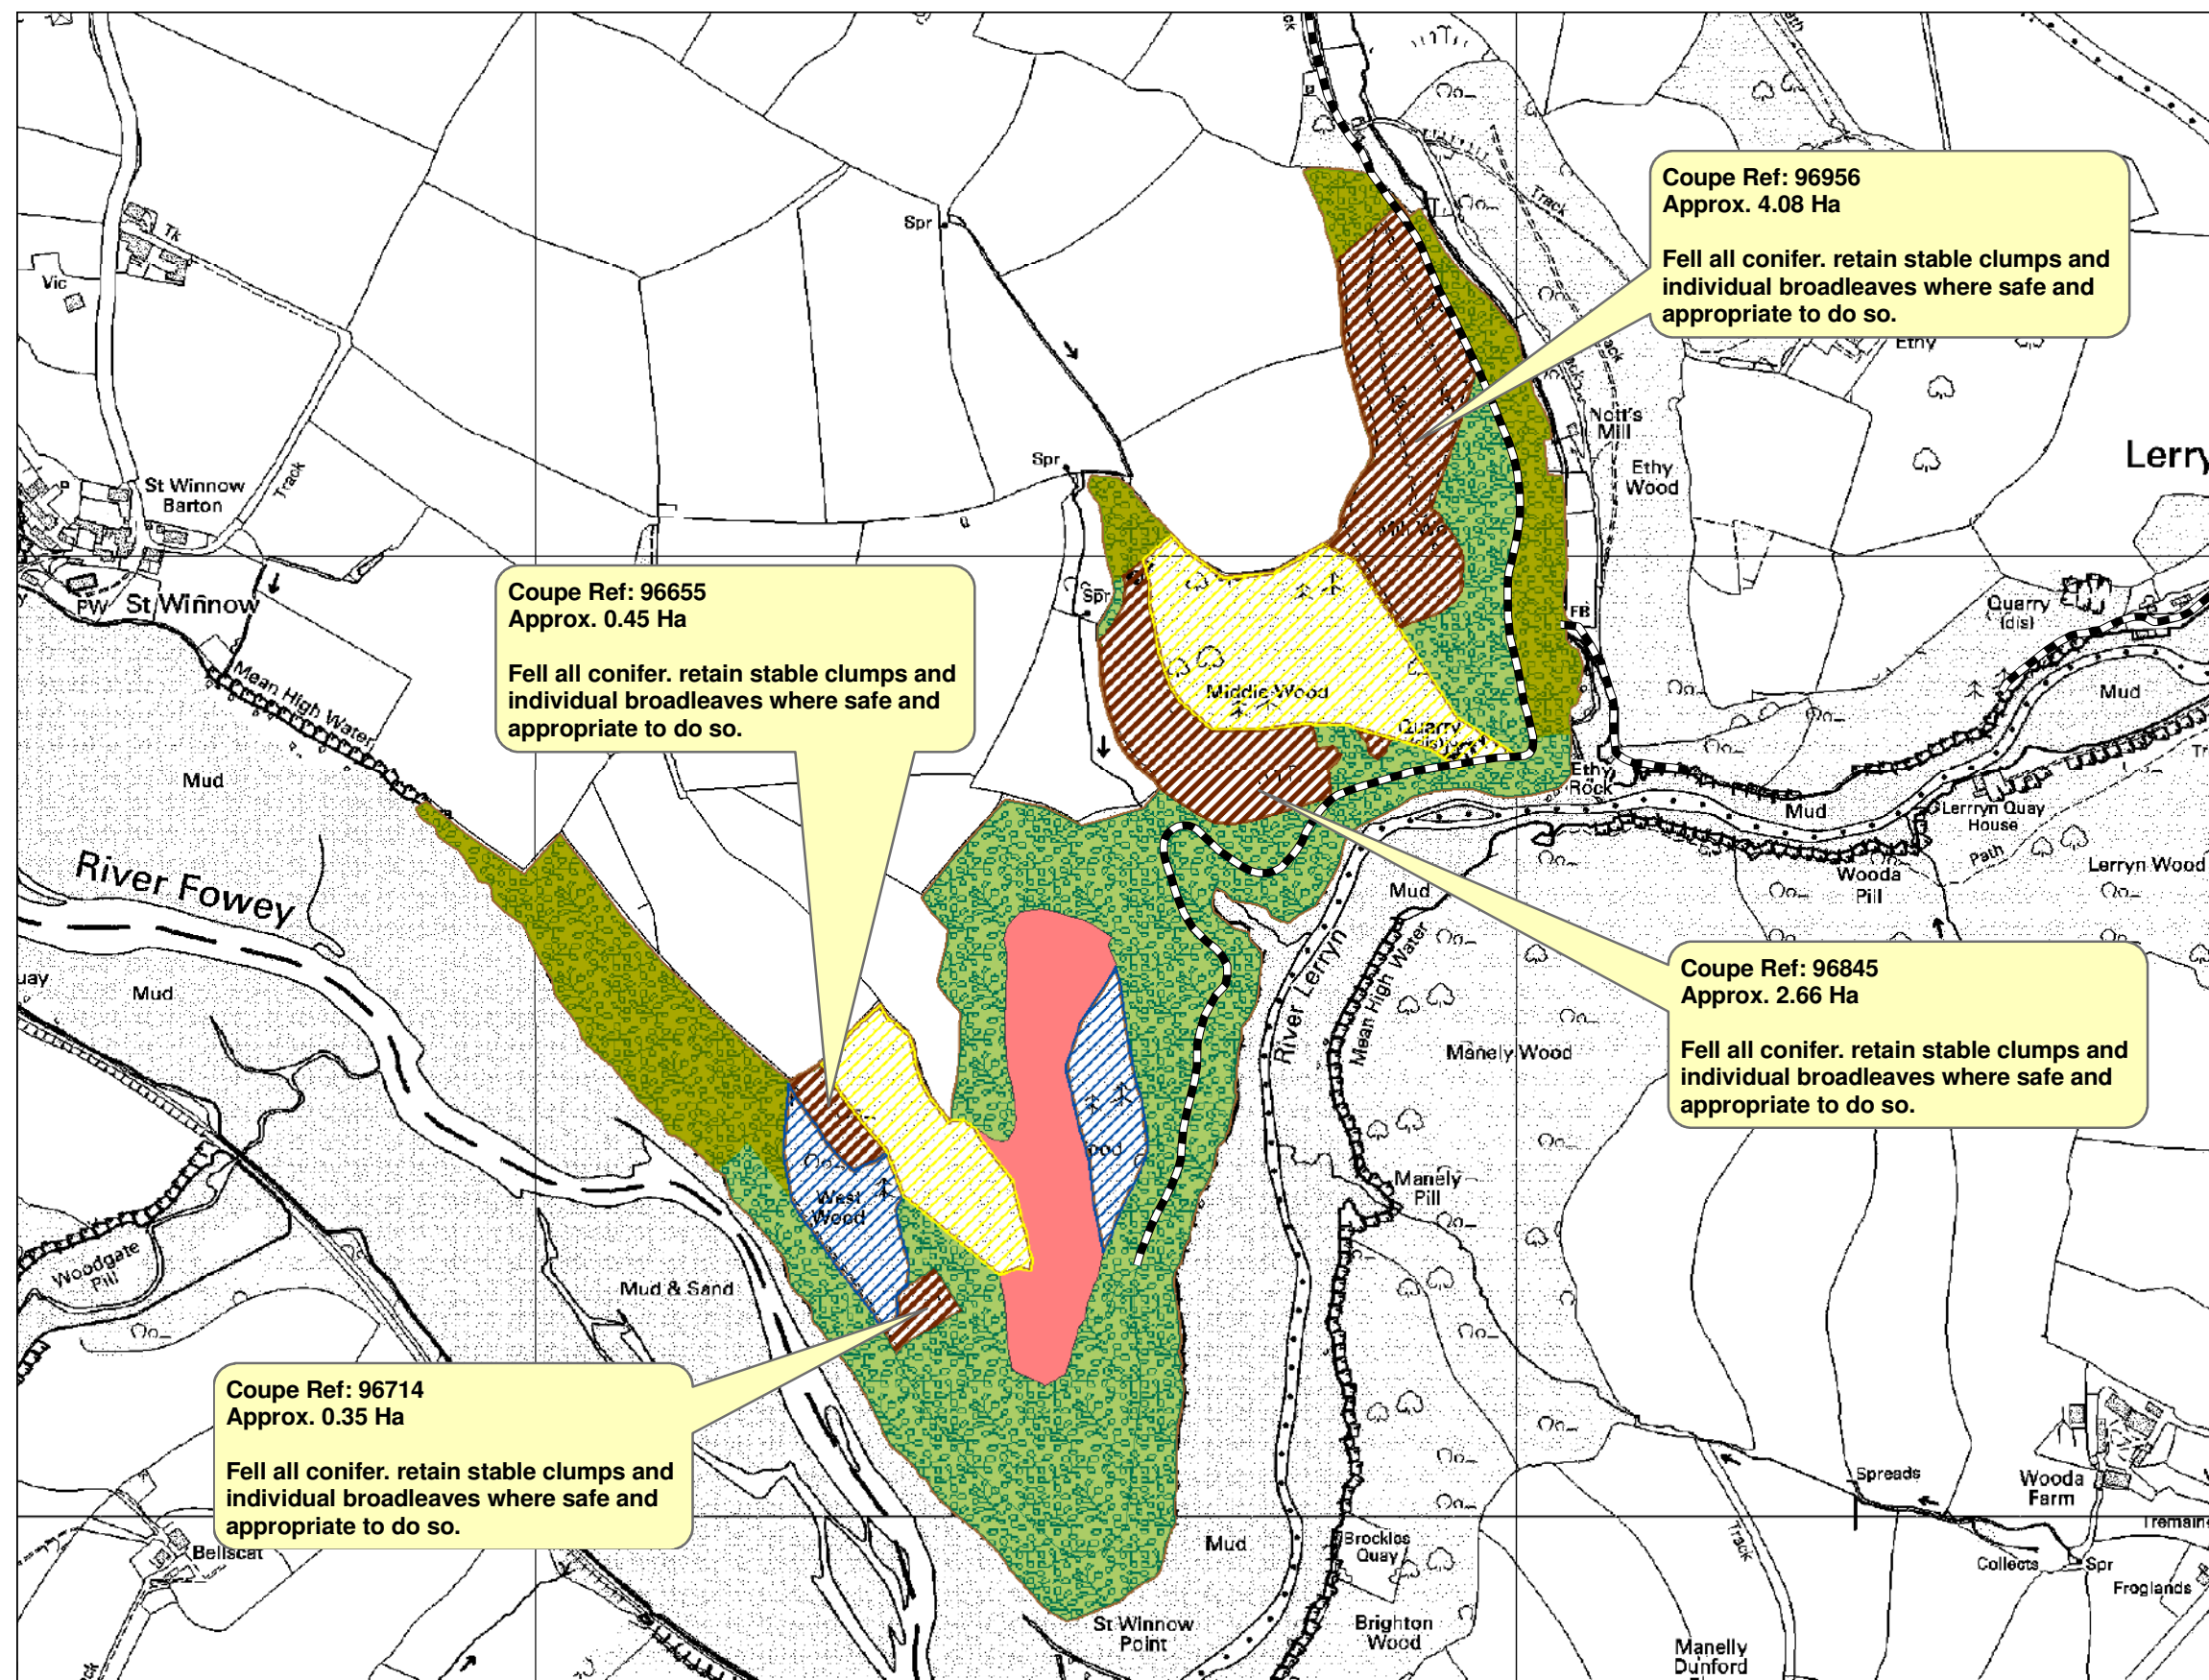 Coupe Ref: 96956
Approx. 4.08 Ha
Fell all conifer. retain stable clumps and
individual broadleaves where safe and
appropriate to do so.
Track
Tk
Vic
Spr
Ethy
Nott's
Mill
Ethy
Wood
Lerry
Spr
St Winnow
Barton
Track
Q
PW
St Winnow
Spr
FB
Quarry
(dis)
Coupe Ref: 96655
Approx. 0.45 Ha
Fell all conifer. retain stable clumps and
individual broadleaves where safe and
appropriate to do so.
Mean High Water
Middle Wood
Quarry
Mud
Mud
Ethy
Rock
Mud
Lerrryn Quay
House
Path
Lerryn Wood
Wooda
Pill
River Fowey
Mud
Mud
River Lerryn
Mean High Water
Manely Wood
Coupe Ref: 96845
Approx. 2.66 Ha
Fell all conifer. retain stable clumps and
individual broadleaves where safe and
appropriate to do so.
West
Wood
ood
Manely
Pill
Woodgate
Pill
Mud & Sand
Coupe Ref: 96714
Approx. 0.35 Ha
Fell all conifer. retain stable clumps and
individual broadleaves where safe and
appropriate to do so.
Bellscat
Mud
Brockles
Quay
St Winnow
Point
Brighton
Wood
Track
Spreads
Wooda
Farm
Tremain
Collects
Spr
Froglands
Manelly
Dunford